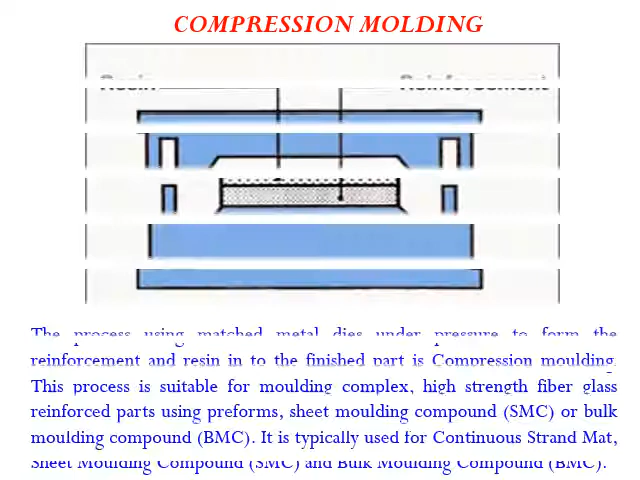 COMPRESSION MOLDING
Resin Reinforcement
The process using matched metal dies under pressure to form the
reinforcement and resin in to the finished part is Compression moulding.
This process is suitable for moulding complex, high strength fiber glass
reinforced parts using preforms, sheet moulding compound (SMC) or bulk
moulding compound (BMC). It is typically used for Continuous Strand Mat,
Sheet Moulding Compound (SMC) and Bulk Moulding Compound (BMC).